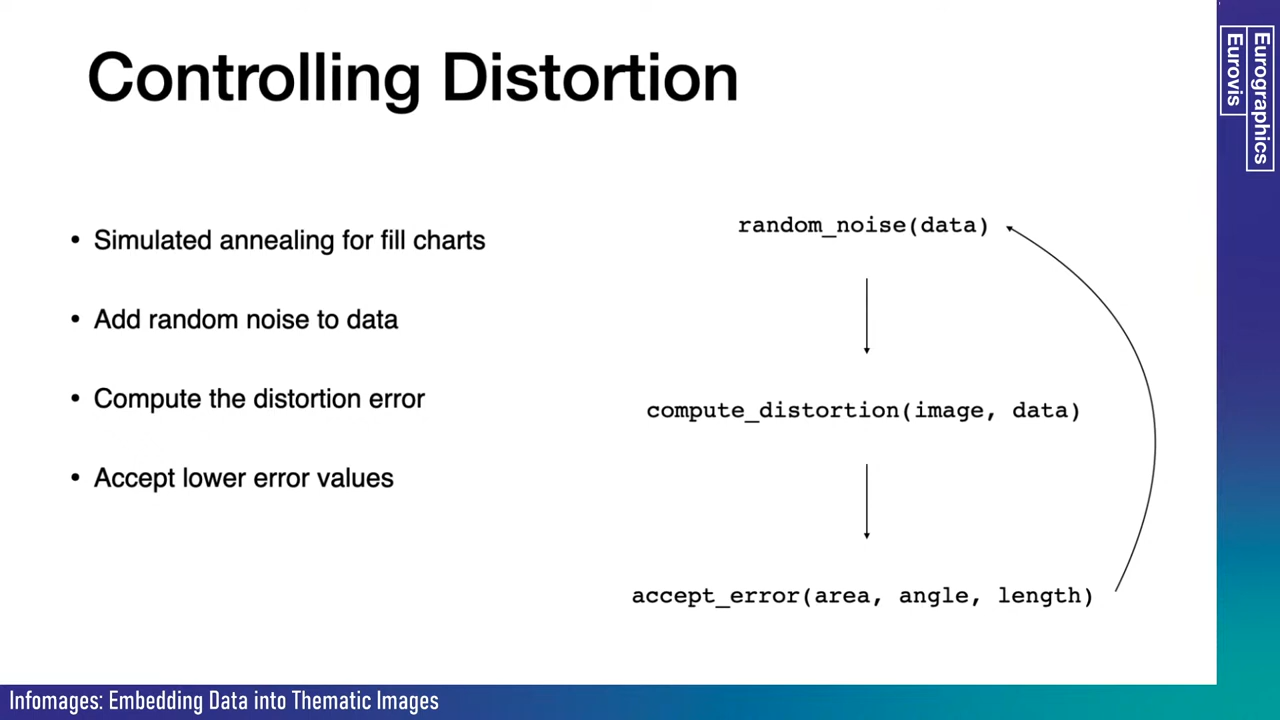 Controlling Distortion
Eurographics
Eurovis
• Simulated annealing for fill charts
• Add random noise to data
• Compute the distortion error
• Accept lower error values
random_noise(data)
compute_distortion(image, data)
accept_error(area, angle, length)
Infomages: Embedding Data into Thematic Images